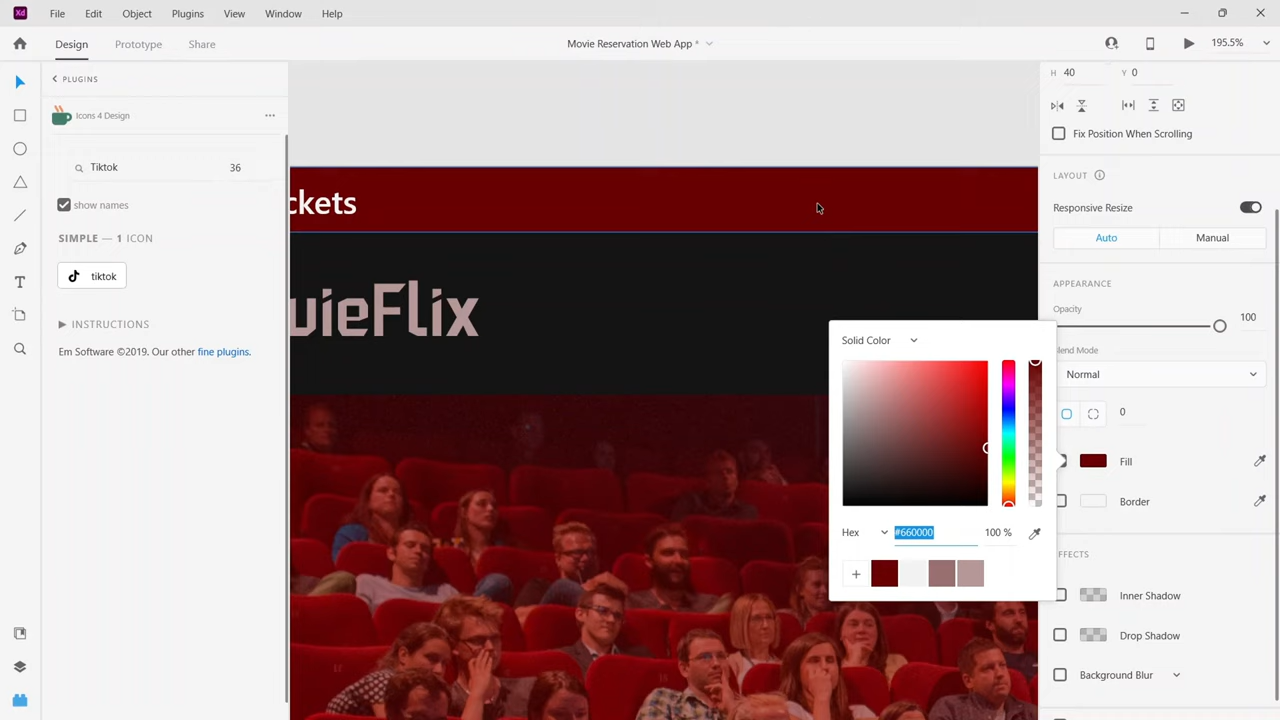 Xd File Edit Object Plugins View Window Help
Design Prototype Share Movie Reservation Web App * 195.5%
PLUGINS
H 40 Y 0
Icons 4 Design ...
Fix Position When Scrolling
Tiktok 36
LAYOUT
show names
Responsive Resize
ckets
SIMPLE — 1 ICON
Auto Manual
tiktok
APPEARANCE
vieFlix
Opacity
100
INSTRUCTIONS
Solid Color
lend Mode
Em Software ©2019. Our other fine plugins.
Normal
0
Fill
Border
Hex #660000 100 %
FFECTS
Inner Shadow
Drop Shadow
Background Blur